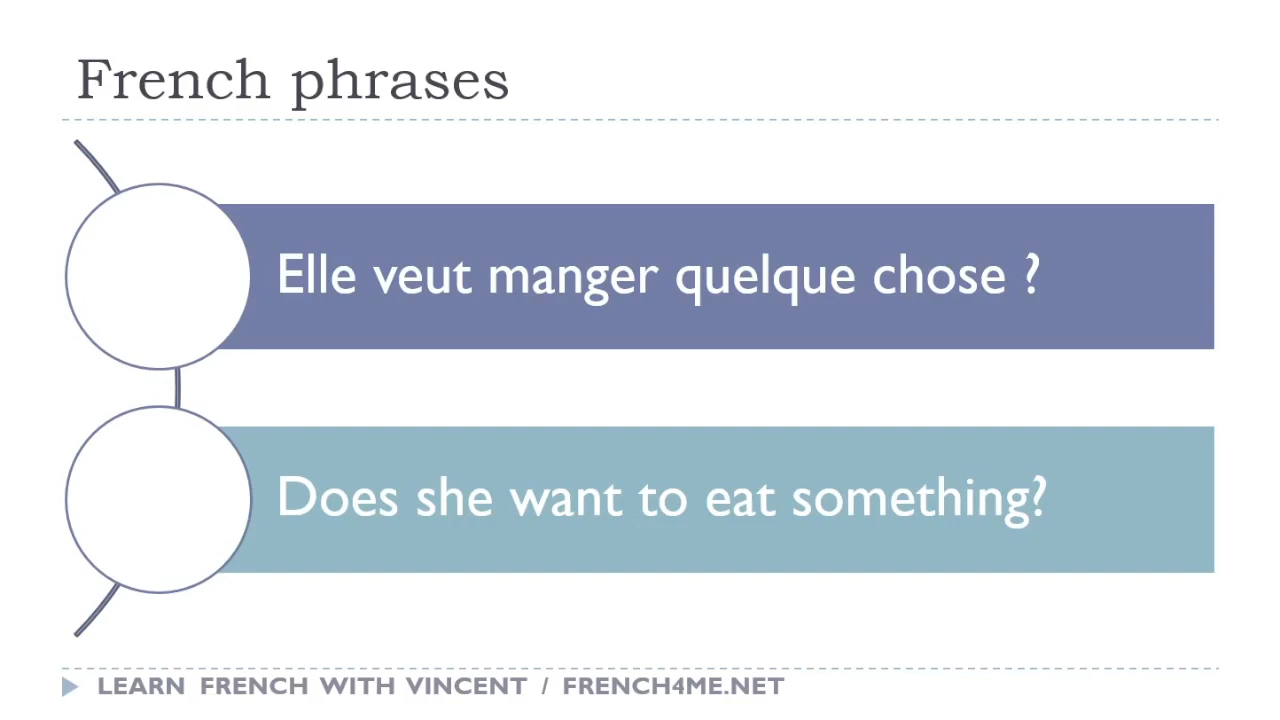 French phrases
Elle veut manger quelque chose ?
Does she want to eat something?
LEARN FRENCH WITH VINCENT / FRENCH4ME.NET